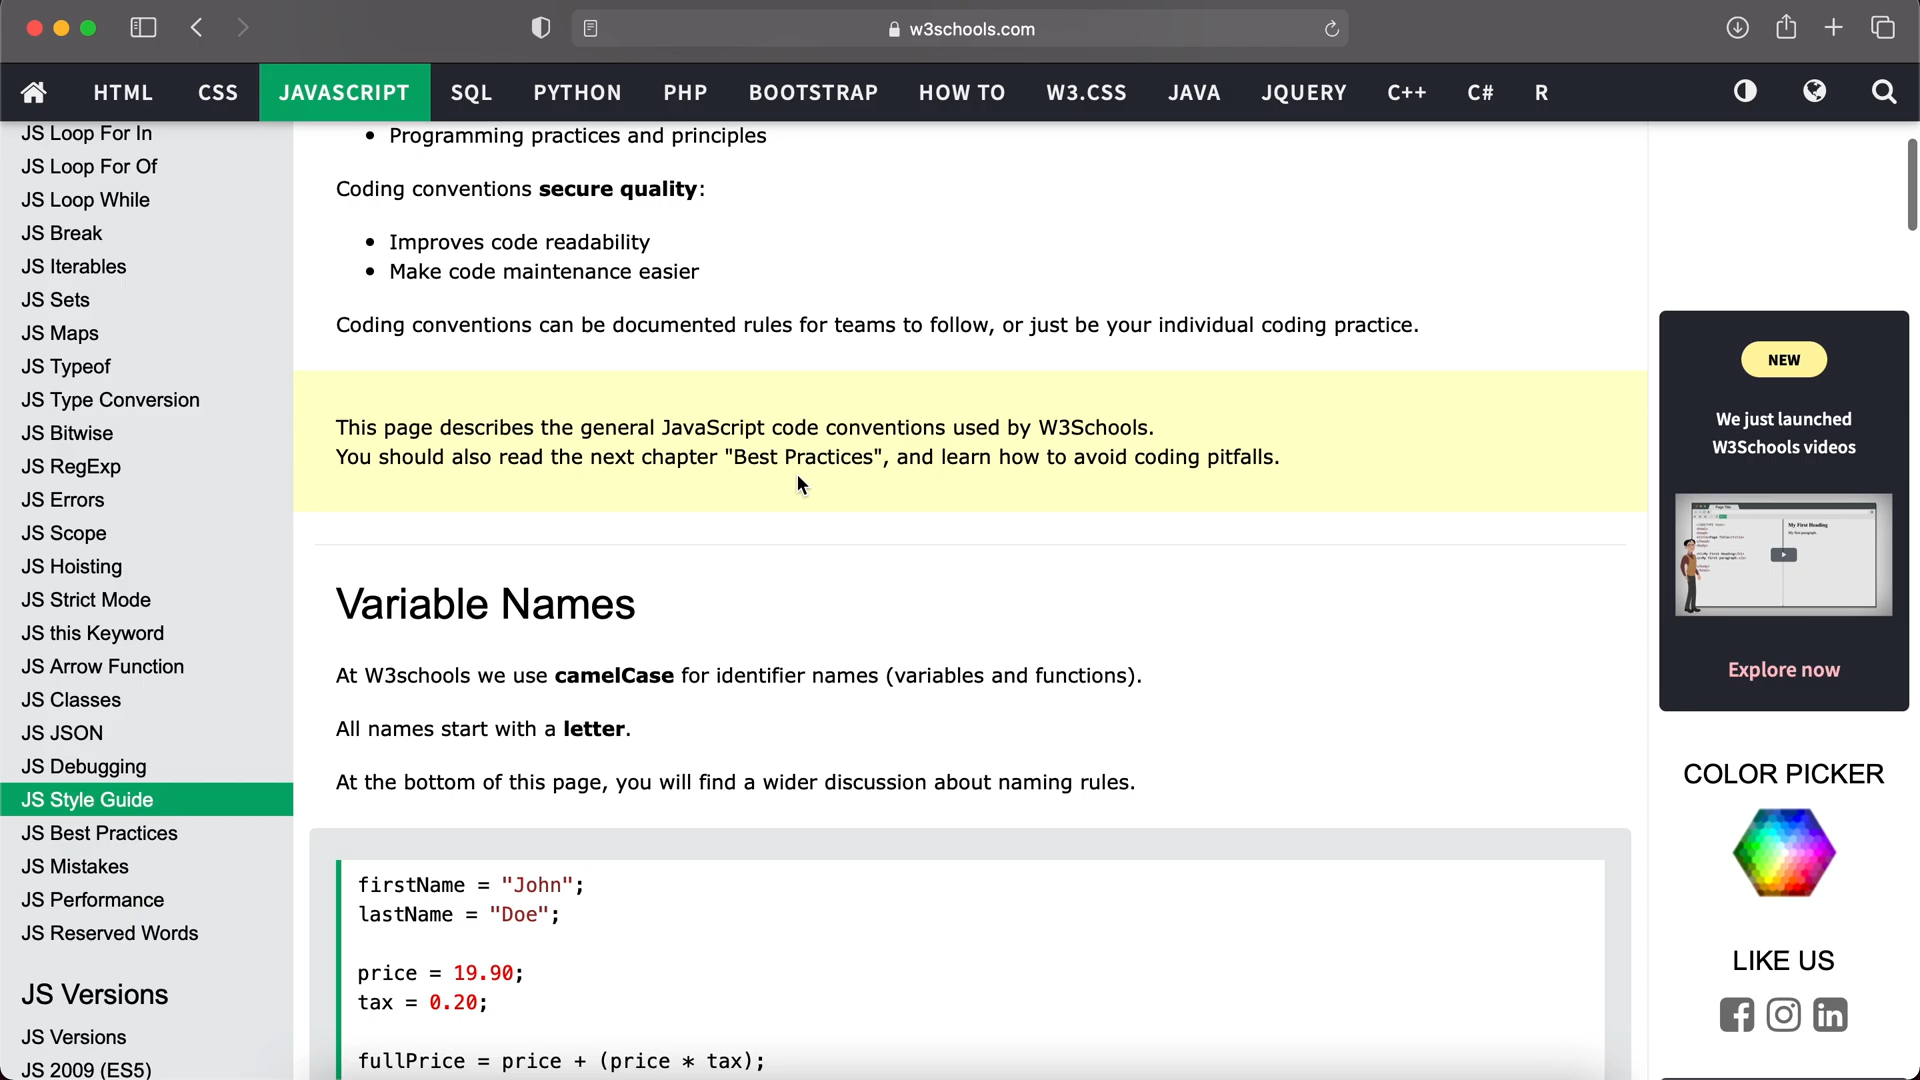 w3schools.com
HTML CSS JAVASCRIPT SQL PYTHON PHP BOOTSTRAP HOW TO W3.CSS JAVA JQUERY C++ C# R
JS Loop For In
JS Loop For Of
JS Loop While
JS Break
JS Iterables
JS Sets
JS Maps
JS Typeof
JS Type Conversion
JS Bitwise
JS RegExp
JS Errors
JS Scope
JS Hoisting
JS Strict Mode
JS this Keyword
JS Arrow Function
JS Classes
JS JSON
JS Debugging
JS Style Guide
JS Best Practices
JS Mistakes
JS Performance
JS Reserved Words
JS Versions
JS Versions
JS 2009 (ES5)
• Programming practices and principles
Coding conventions secure quality:
• Improves code readability
• Make code maintenance easier
Coding conventions can be documented rules for teams to follow, or just be your individual coding practice.
This page describes the general JavaScript code conventions used by W3Schools.
You should also read the next chapter "Best Practices", and learn how to avoid coding pitfalls.
Variable Names
At W3schools we use camelCase for identifier names (variables and functions).
All names start with a letter.
At the bottom of this page, you will find a wider discussion about naming rules.
firstName = "John";
lastName = "Doe";
price = 19.90;
tax = 0.20;
fullPrice = price + (price * tax);
NEW
We just launched
W3Schools videos
My First Heading
My first paragraph.
Explore now
COLOR PICKER
LIKE US